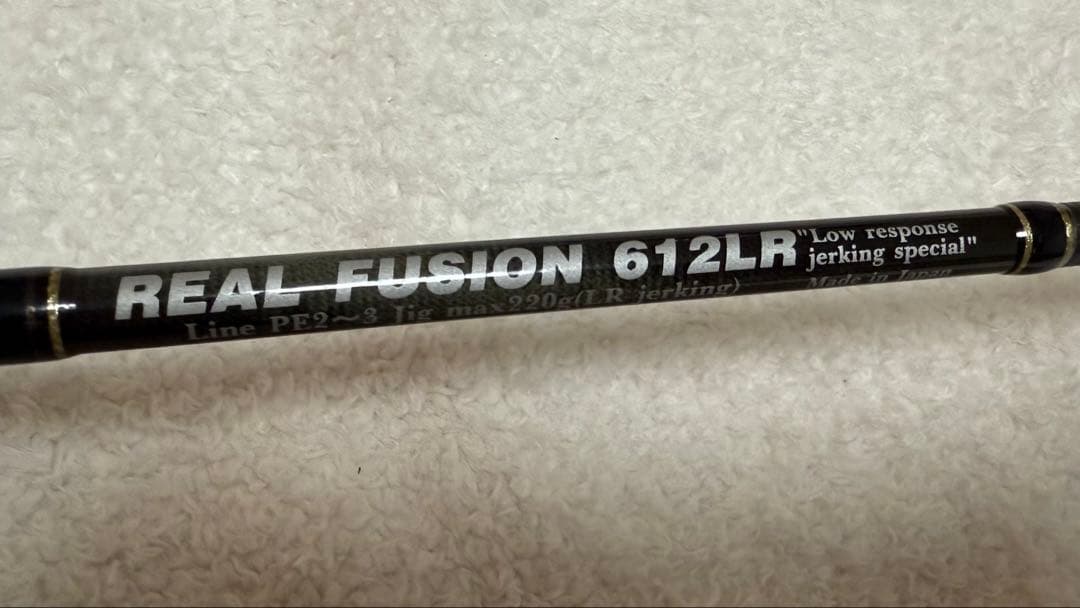 REAL FUSION 612LR
"Low response
jerking special"
Line PE2～3 Jig max220g(LR jerking)
Made in Japan